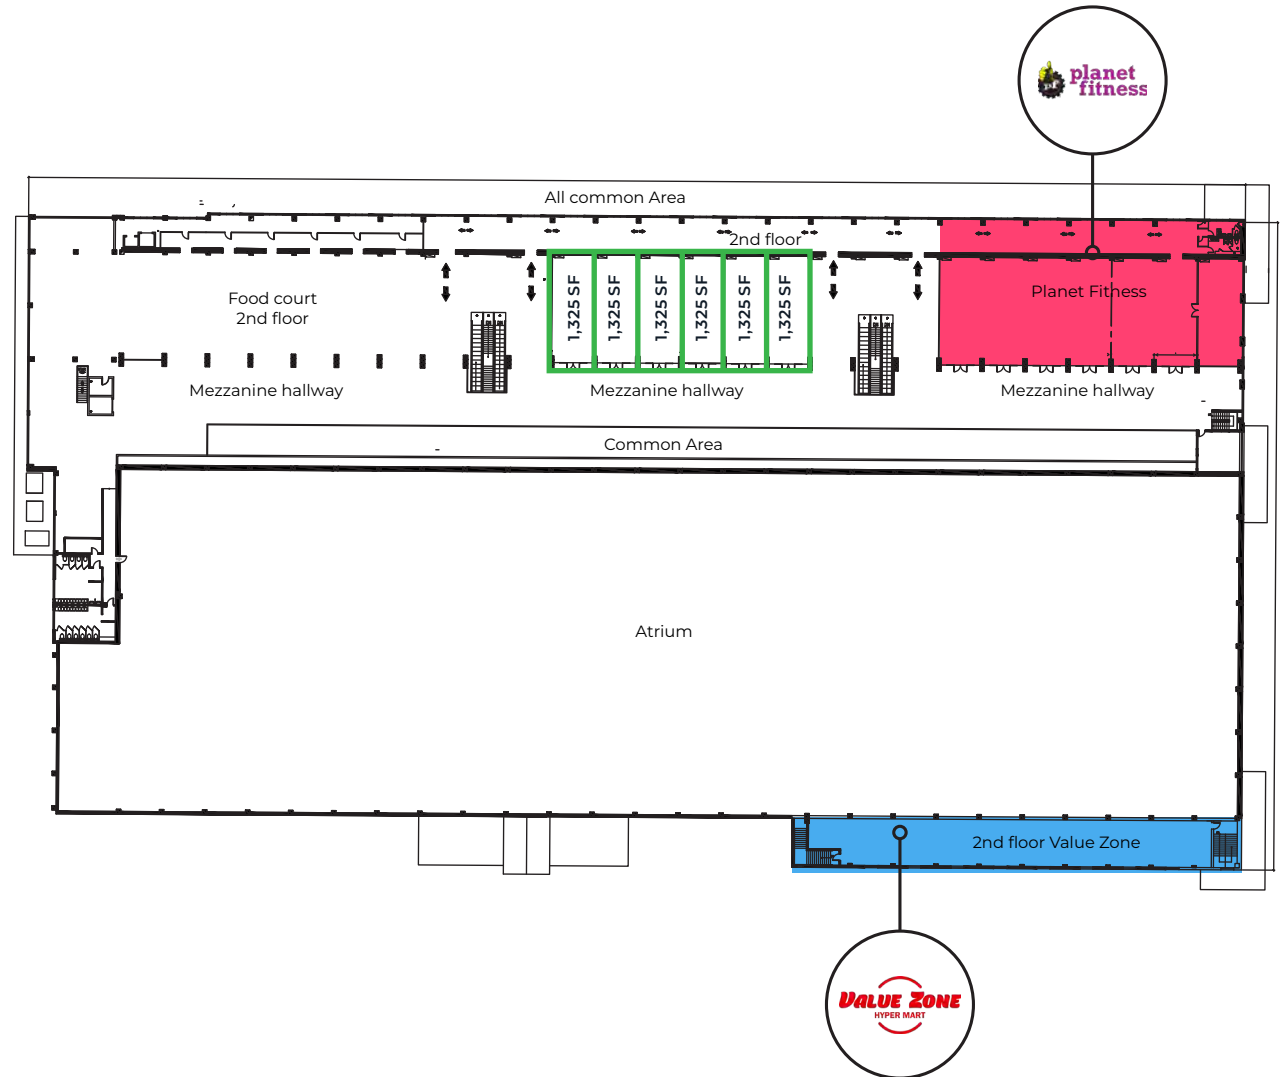 planet
fitness
All common Area
2nd floor
Food court
2nd floor
1,325 SF
1,325 SF
1,325 SF
1,325 SF
1,325 SF
1,325 SF
Planet Fitness
Mezzanine hallway
Mezzanine hallway
Mezzanine hallway
Common Area
Atrium
2nd floor Value Zone
VALUE ZONE
HYPER MART